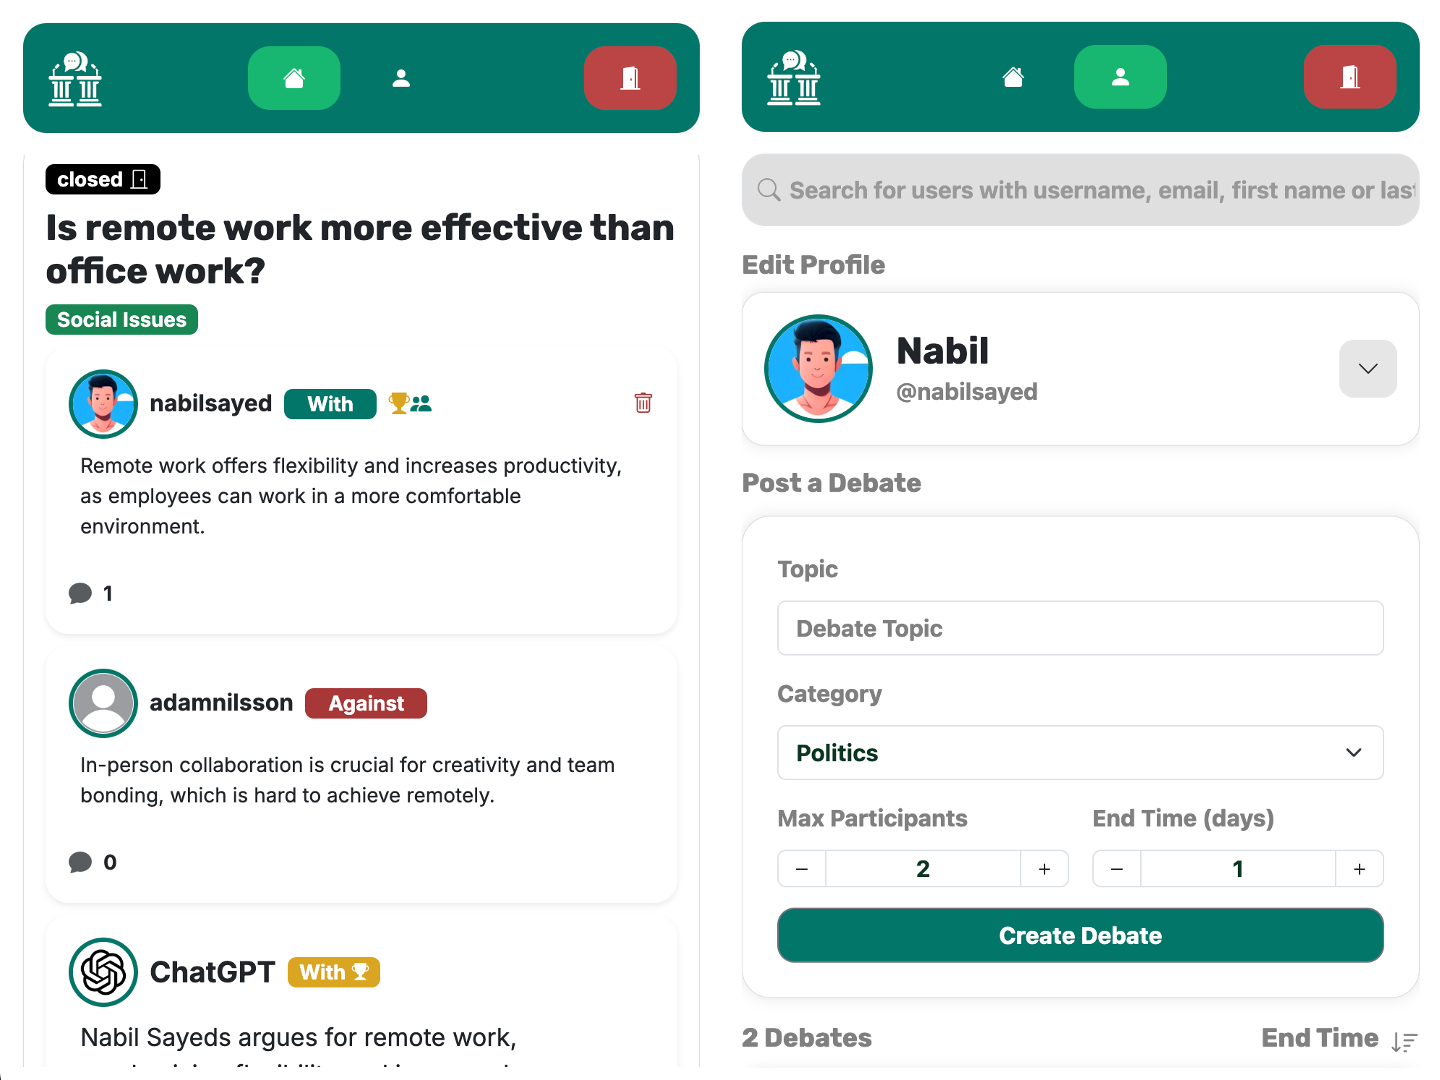 closed
Is remote work more effective than
office work?
Social Issues
nabilsayed With
Remote work offers flexibility and increases productivity,
as employees can work in a more comfortable
environment.
1
adamnilsson Against
In-person collaboration is crucial for creativity and team
bonding, which is hard to achieve remotely.
0
ChatGPT With
Nabil Sayeds argues for remote work,
Search for users with username, email, first name or last
Edit Profile
Nabil
@nabilsayed
Post a Debate
Topic
Debate Topic
Category
Politics
Max Participants End Time (days)
− 2 + − 1 +
Create Debate
2 Debates End Time